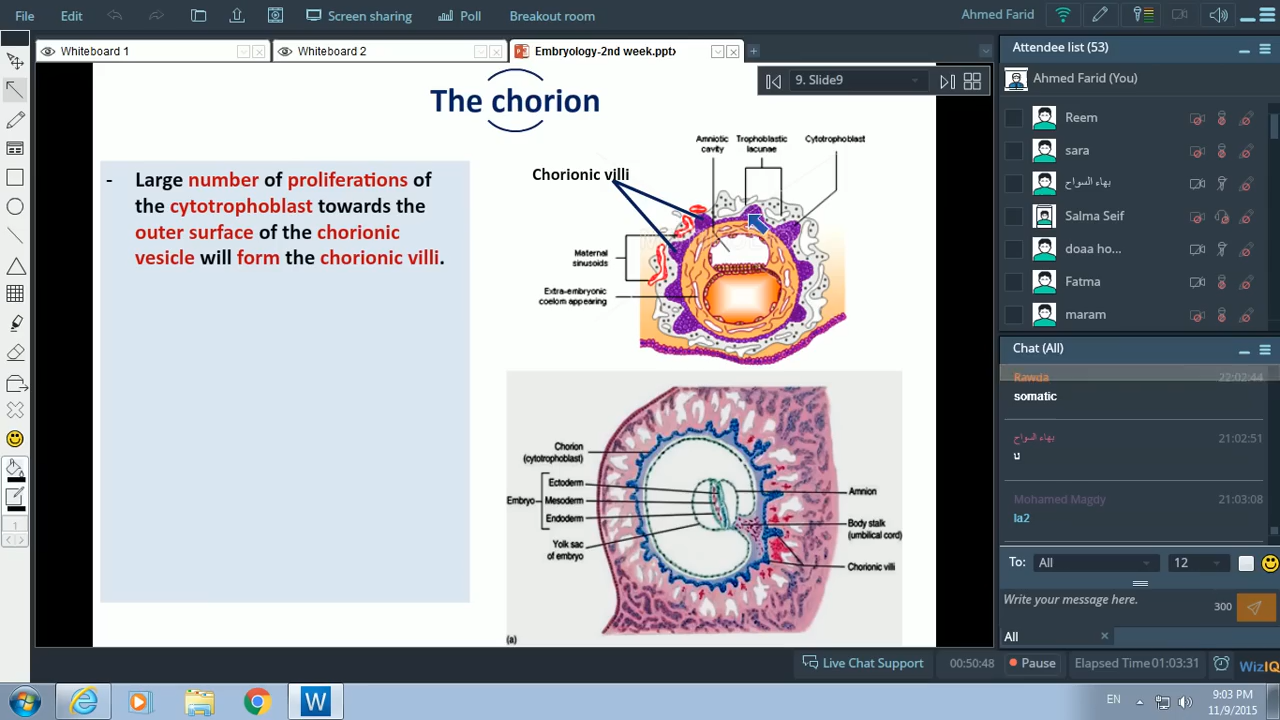 File
Edit
Screen sharing
Poll
Breakout room
Ahmed Farid
Whiteboard 1
Whiteboard 2
Embryology-2nd week.pptx
9. Slide9
The chorion
- Large number of proliferations of
the cytotrophoblast towards the
outer surface of the chorionic
vesicle will form the chorionic villi.
Amniotic
cavity
Trophoblastic
lacunae
Cytotrophoblast
Chorionic villi
Maternal
sinusoids
Extra-embryonic
coelom appearing
Chorion
(cytotrophoblast)
Ectoderm
Embryo
Mesoderm
Endoderm
Yolk sac
of embryo
Amnion
Body stalk
(umbilical cord)
Chorionic villi
(a)
Attendee list (53)
Ahmed Farid (You)
Reem
sara
بهاء السواح
Salma Seif
doaa ho...
Fatma
maram
Chat (All)
Rawda 22:02:44
somatic
بهاء السواح 21:02:51
ن
Mohamed Magdy 21:03:08
la2
To:
All
12
Write your message here.
300
All
Live Chat Support
00:50:48
Pause
Elapsed Time 01:03:31
WizIQ
1
W
EN
9:03 PM
11/9/2015